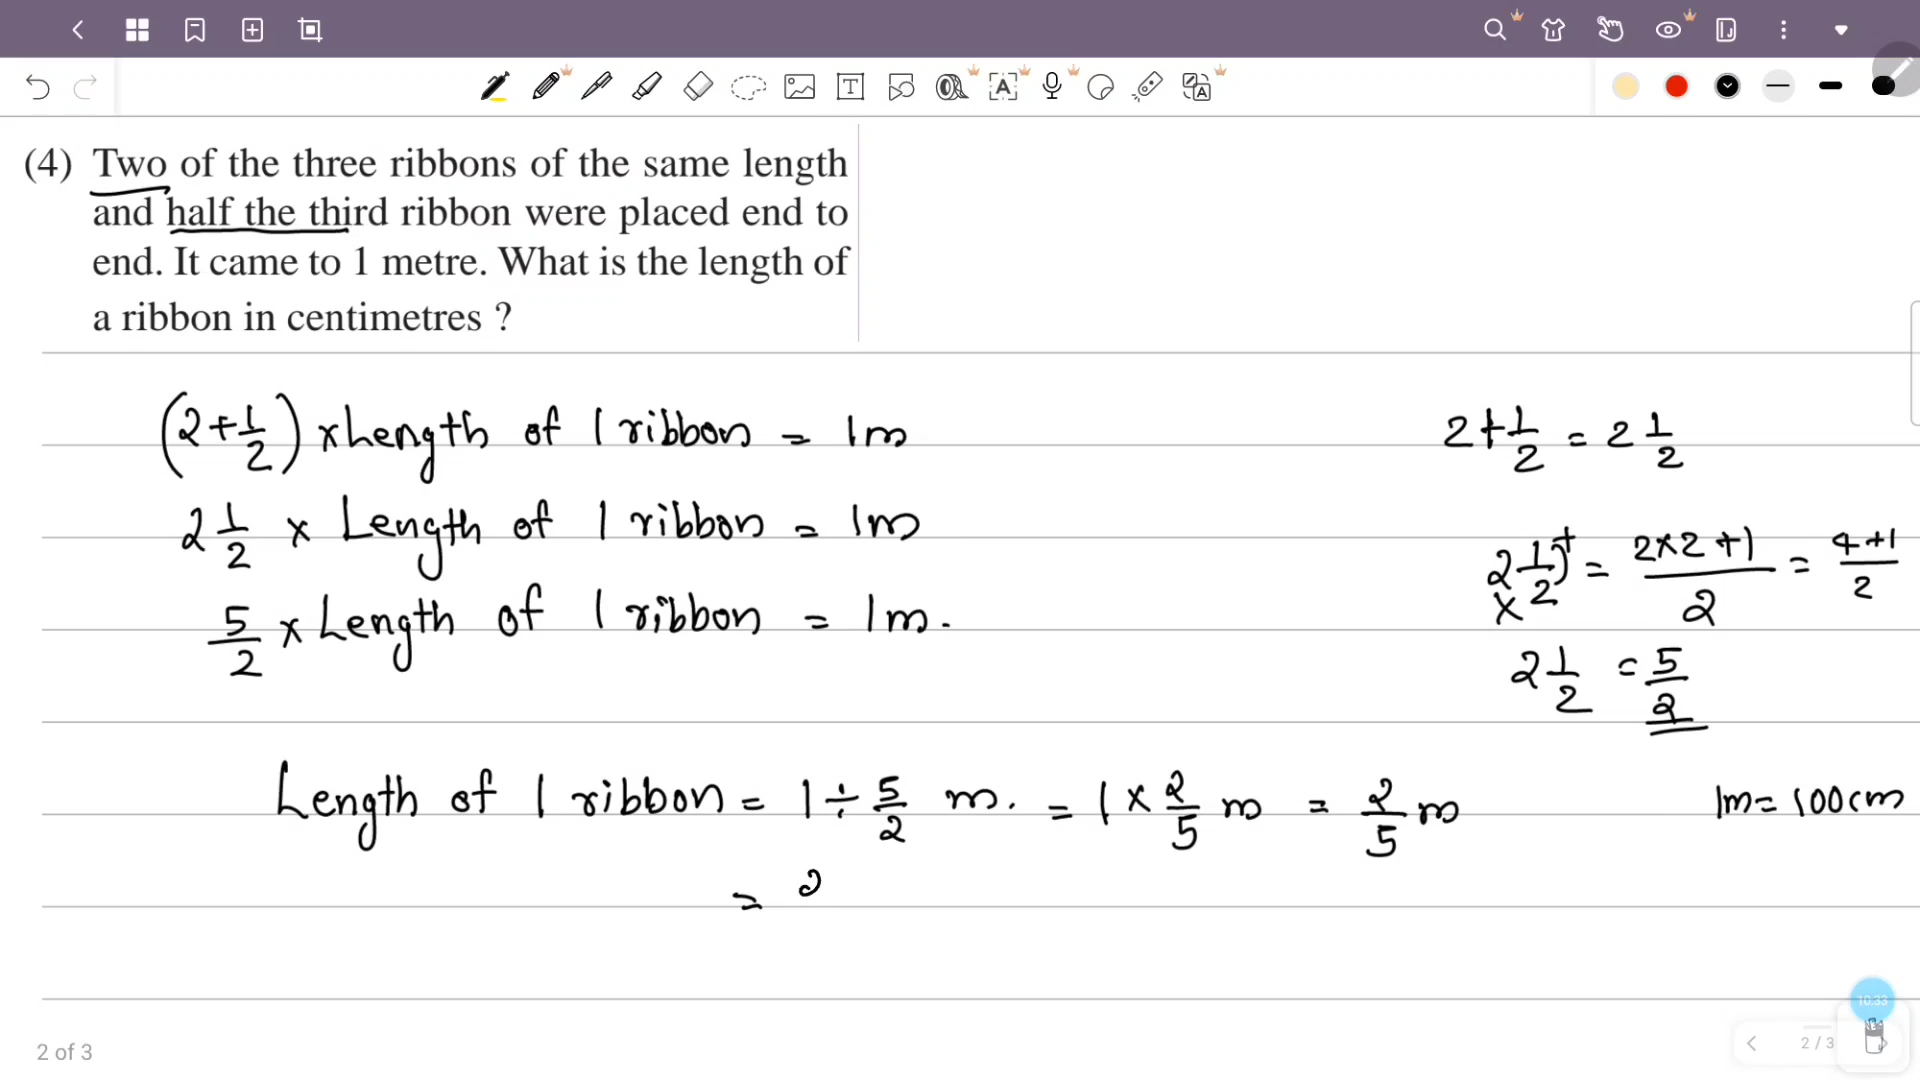 (4) Two of the three ribbons of the same length
and half the third ribbon were placed end to
end. It came to 1 metre. What is the length of
a ribbon in centimetres ?
(2+1/2) × Length of 1 ribbon = 1m
2 1/2 × Length of 1 ribbon = 1m
5/2 × Length of 1 ribbon = 1m.
2+1/2 = 2 1/2
2 1/2 = (2×2+1)/2 = (4+1)/2
2 1/2 = 5/2
Length of 1 ribbon = 1 ÷ 5/2 m. = 1 × 2/5 m = 2/5 m
1m = 100cm
= 2
2 of 3
10:33
2 / 3